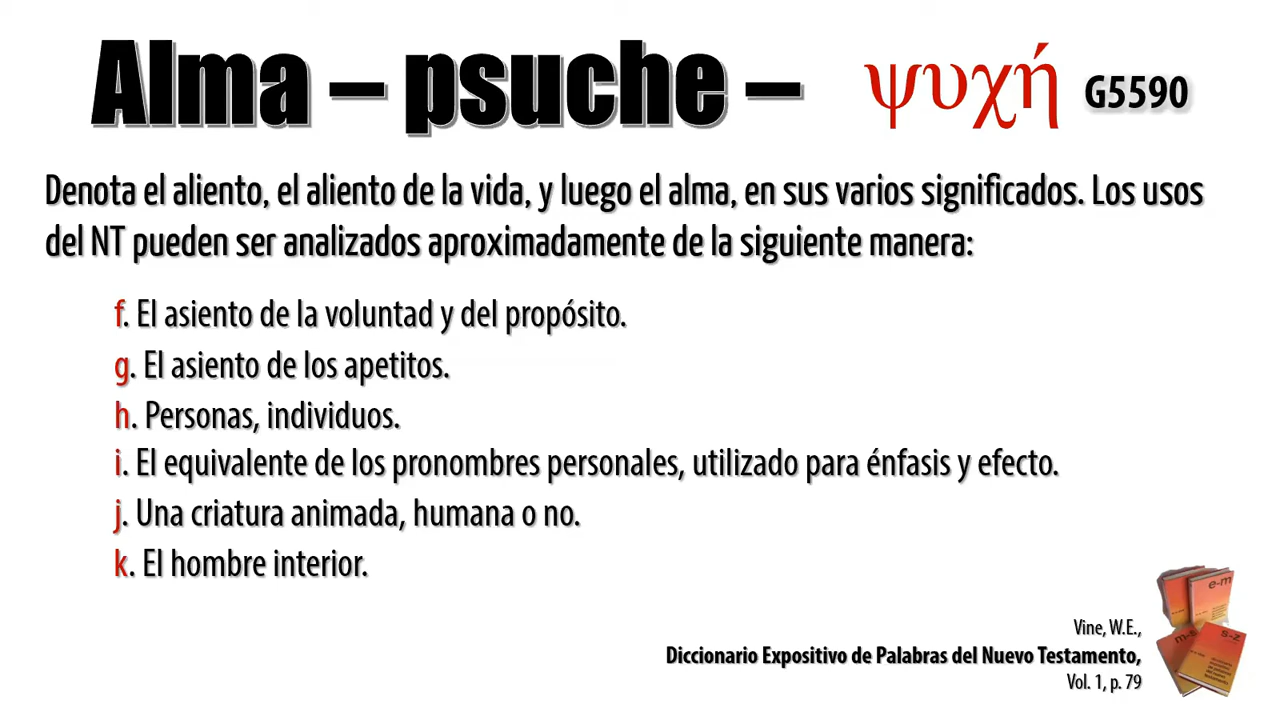 Alma – psuche – ψυχή G5590
Denota el aliento, el aliento de la vida, y luego el alma, en sus varios significados. Los usos
del NT pueden ser analizados aproximadamente de la siguiente manera:
f. El asiento de la voluntad y del propósito.
g. El asiento de los apetitos.
h. Personas, individuos.
i. El equivalente de los pronombres personales, utilizado para énfasis y efecto.
j. Una criatura animada, humana o no.
k. El hombre interior.
Vine, W.E.,
Diccionario Expositivo de Palabras del Nuevo Testamento,
Vol. 1, p. 79
e-m
s-z